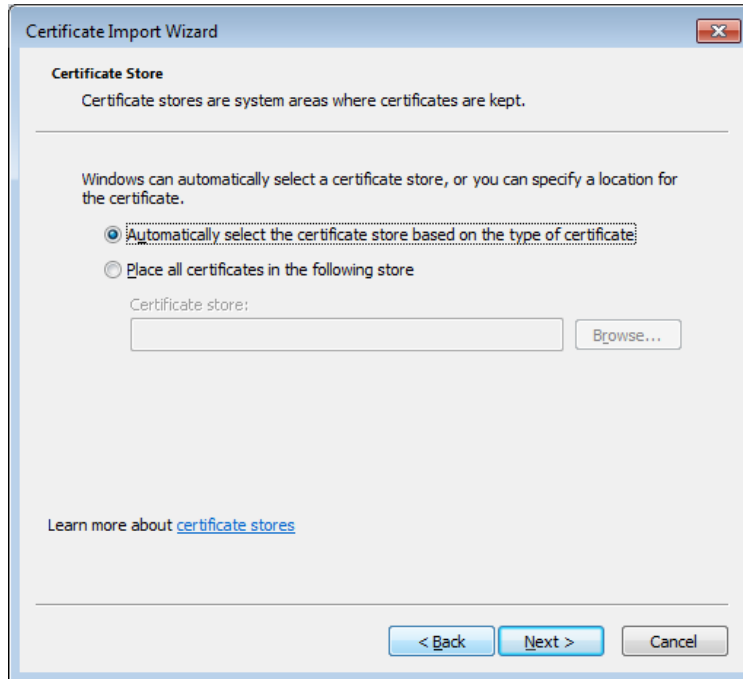 Certificate Import Wizard
Certificate Store
Certificate stores are system areas where certificates are kept.
Windows can automatically select a certificate store, or you can specify a location for
the certificate.
Automatically select the certificate store based on the type of certificate
Place all certificates in the following store
Certificate store:
Browse...
Learn more about certificate stores
< Back
Next >
Cancel